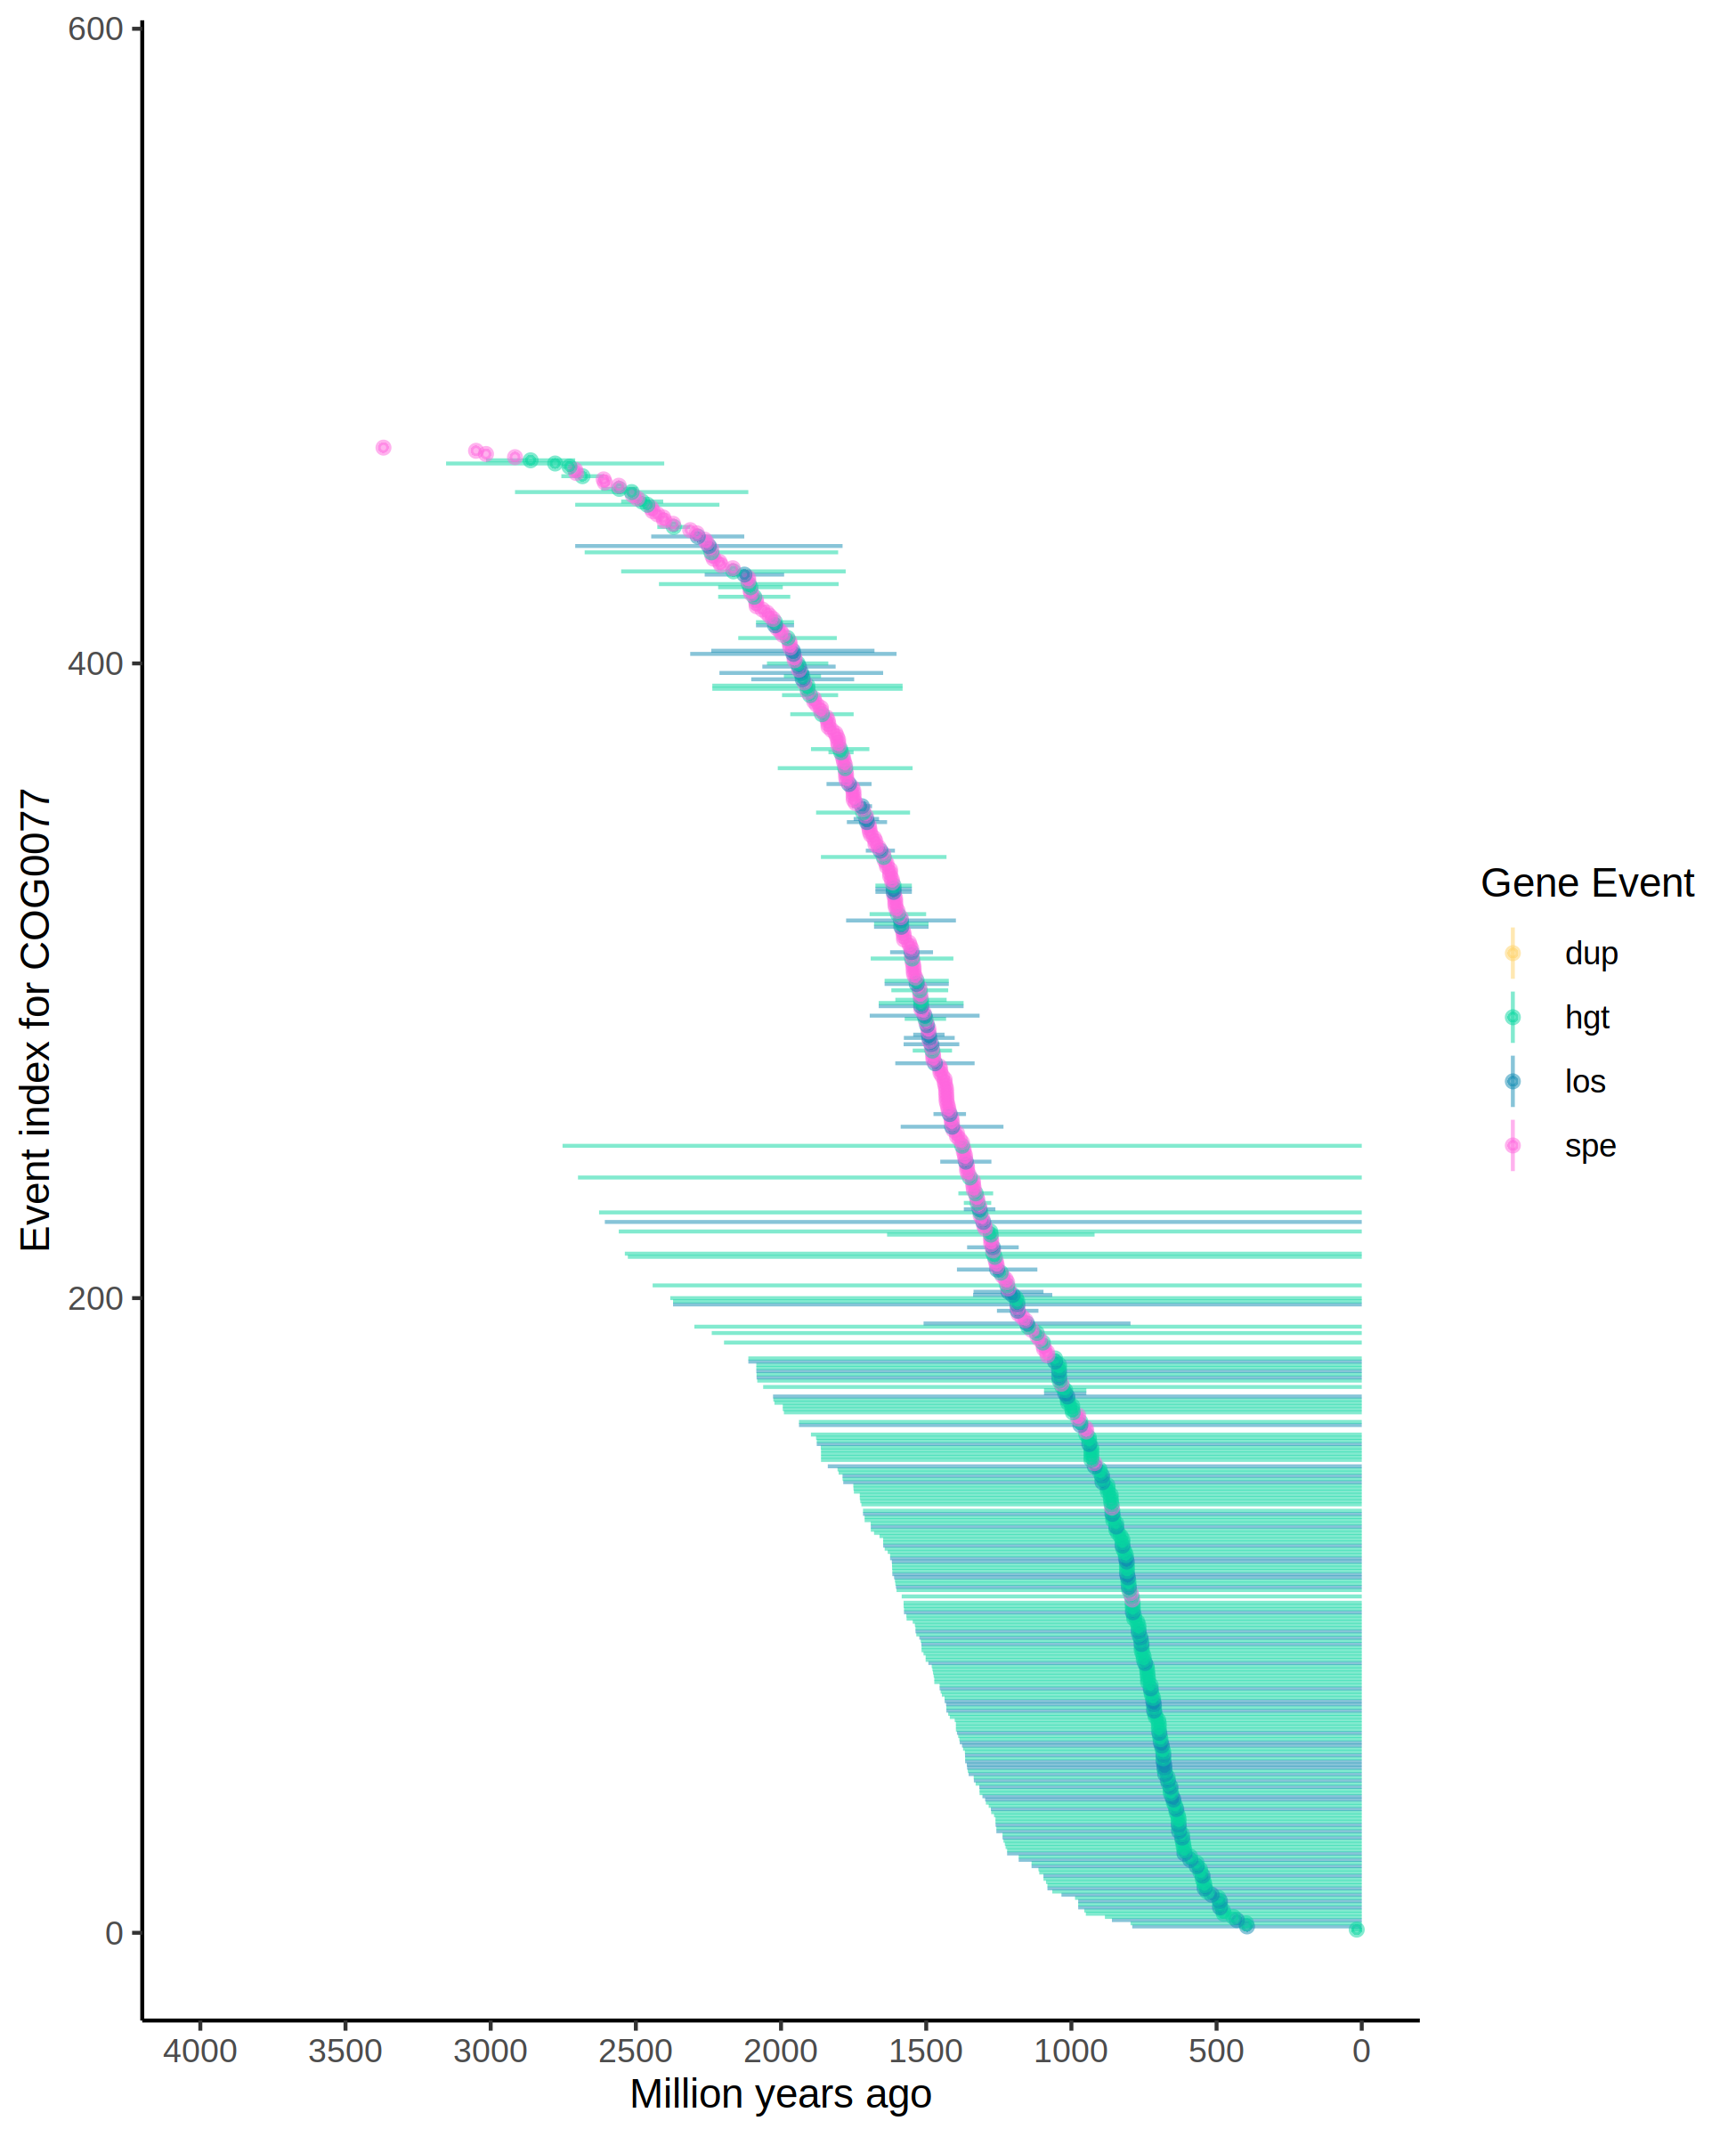 600
400
200
0
Event index for COG0077
4000 3500 3000 2500 2000 1500 1000 500 0
Million years ago
Gene Event
dup
hgt
los
spe